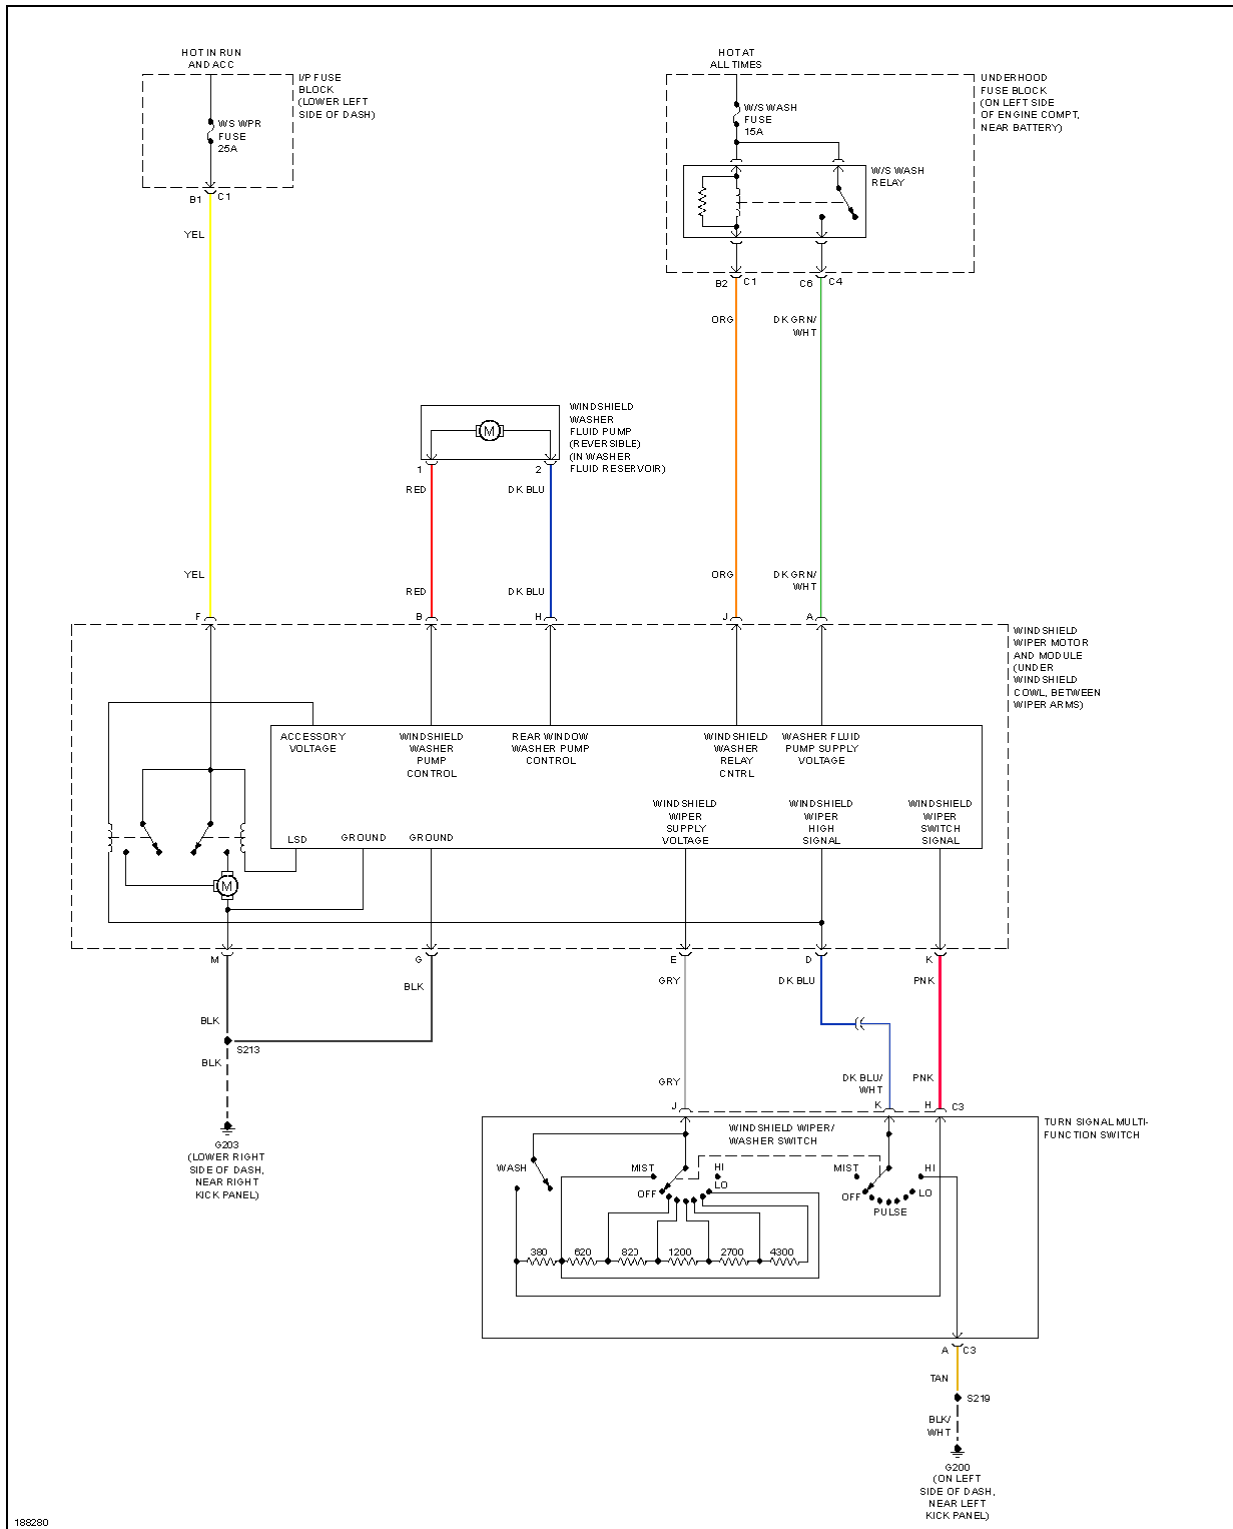 HOT IN RUN
AND ACC
I/P FUSE
BLOCK
(LOWER LEFT
SIDE OF DASH)
WS WPR
FUSE
25A
B1
C1
YEL
HOT AT
ALL TIMES
UNDERHOOD
FUSE BLOCK
(ON LEFT SIDE
OF ENGINE COMPT,
NEAR BATTERY)
W/S WASH
FUSE
15A
W/S WASH
RELAY
B2
C1
C6
C4
ORG
DK GRN/
WHT
WINDSHIELD
WASHER
FLUID PUMP
(REVERSIBLE)
(IN WASHER
FLUID RESERVOIR)
M
1
2
RED
DK BLU
YEL
RED
DK BLU
ORG
DK GRN/
WHT
F
B
H
J
A
WINDSHIELD
WIPER MOTOR
AND MODULE
(UNDER
WINDSHIELD
COWL, BETWEEN
WIPER ARMS)
ACCESSORY
VOLTAGE
WINDSHIELD
WASHER
PUMP
CONTROL
REAR WINDOW
WASHER PUMP
CONTROL
WINDSHIELD
WASHER
RELAY
CNTRL
WASHER FLUID
PUMP SUPPLY
VOLTAGE
LSD
GROUND
GROUND
WINDSHIELD
WIPER
SUPPLY
VOLTAGE
WINDSHIELD
WIPER
HIGH
SIGNAL
WINDSHIELD
WIPER
SWITCH
SIGNAL
M
M
G
E
D
K
BLK
GRY
DK BLU
PNK
BLK
S213
BLK
G203
(LOWER RIGHT
SIDE OF DASH,
NEAR RIGHT
KICK PANEL)
GRY
DK BLU/
WHT
PNK
J
K
H
C3
TURN SIGNAL MULTI-
FUNCTION SWITCH
WINDSHIELD WIPER/
WASHER SWITCH
WASH
MIST
OFF
HI
LO
MIST
OFF
HI
LO
PULSE
380
620
820
1200
2700
4300
A
C3
TAN
S219
BLK/
WHT
G200
(ON LEFT
SIDE OF DASH,
NEAR LEFT
KICK PANEL)
188280